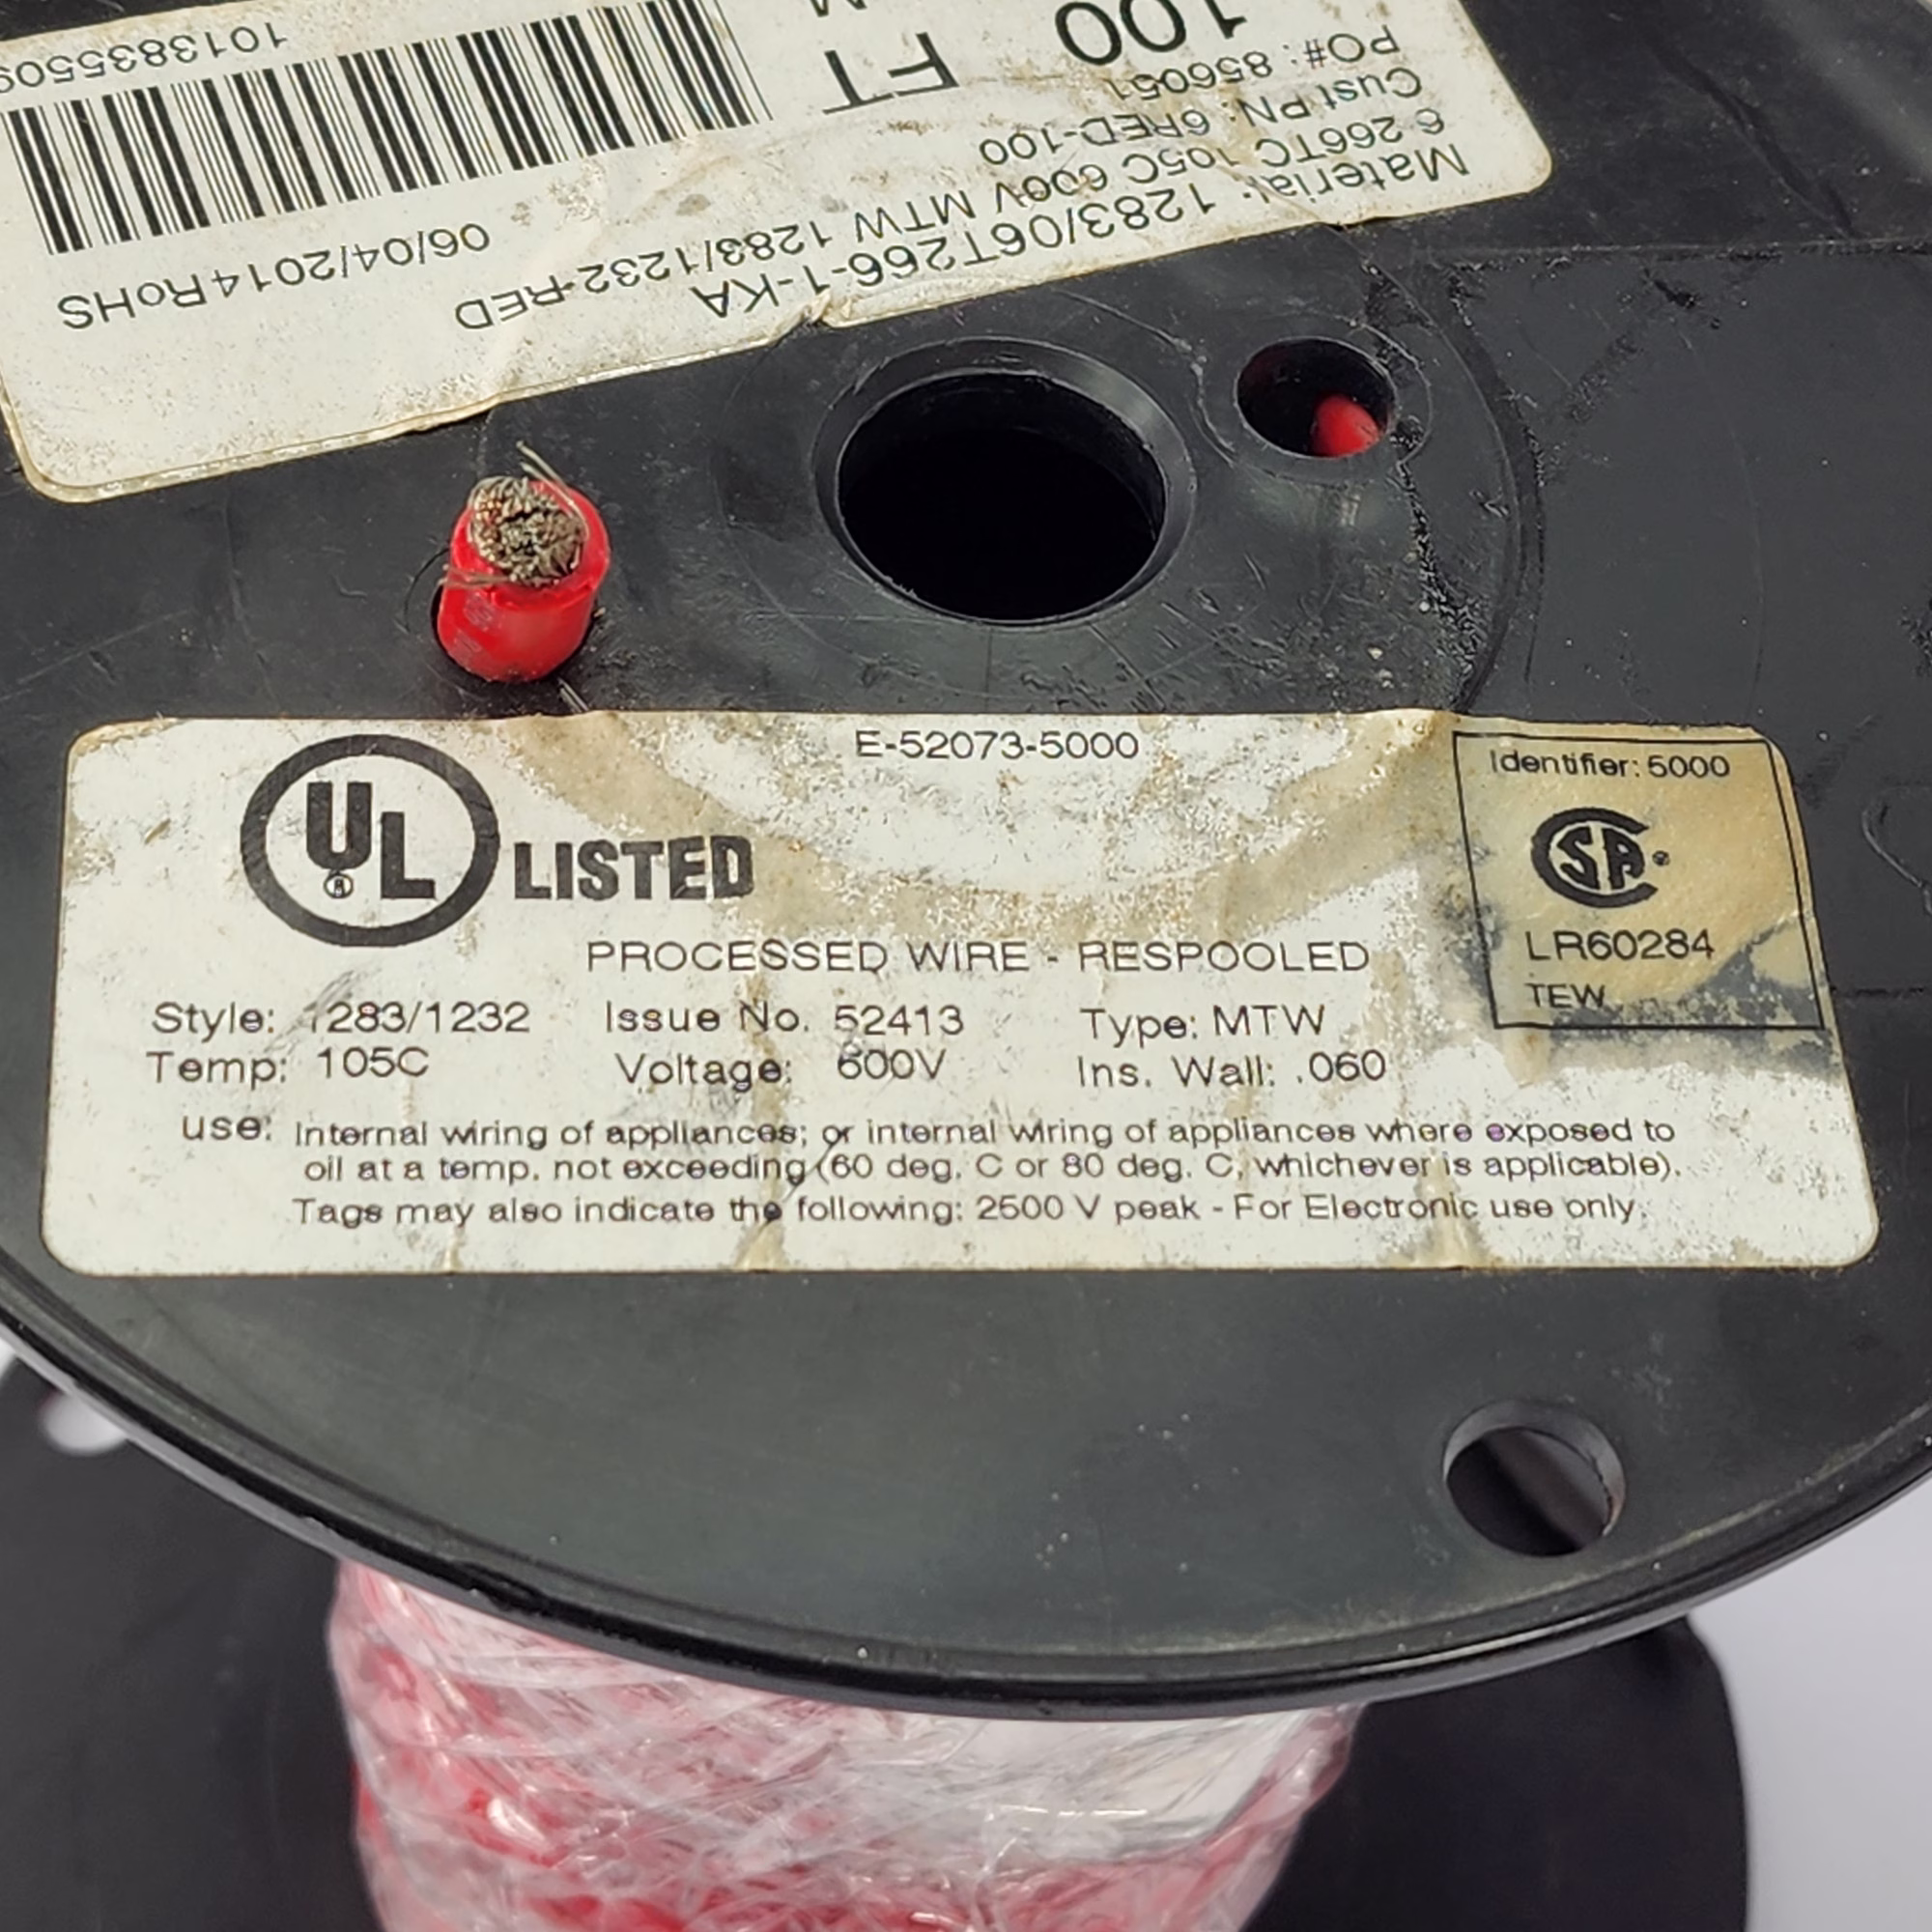 Material: 1283/06T266-1-KA
6 266TC 105C 600V MTW 1283/1232-RED
Cust PN: 6RED-100
PO#: 856051
100 FT
06/04/2014 RoHS
E-52073-5000
UL® LISTED
Identifier: 5000
CSA
LR60284
TEW
PROCESSED WIRE - RESPOOLED
Style: 1283/1232 Issue No. 52413 Type: MTW
Temp: 105C Voltage: 600V Ins. Wall: .060
use: Internal wiring of appliances; or internal wiring of appliances where exposed to
oil at a temp. not exceeding (60 deg. C or 80 deg. C, whichever is applicable).
Tags may also indicate the following: 2500 V peak - For Electronic use only.